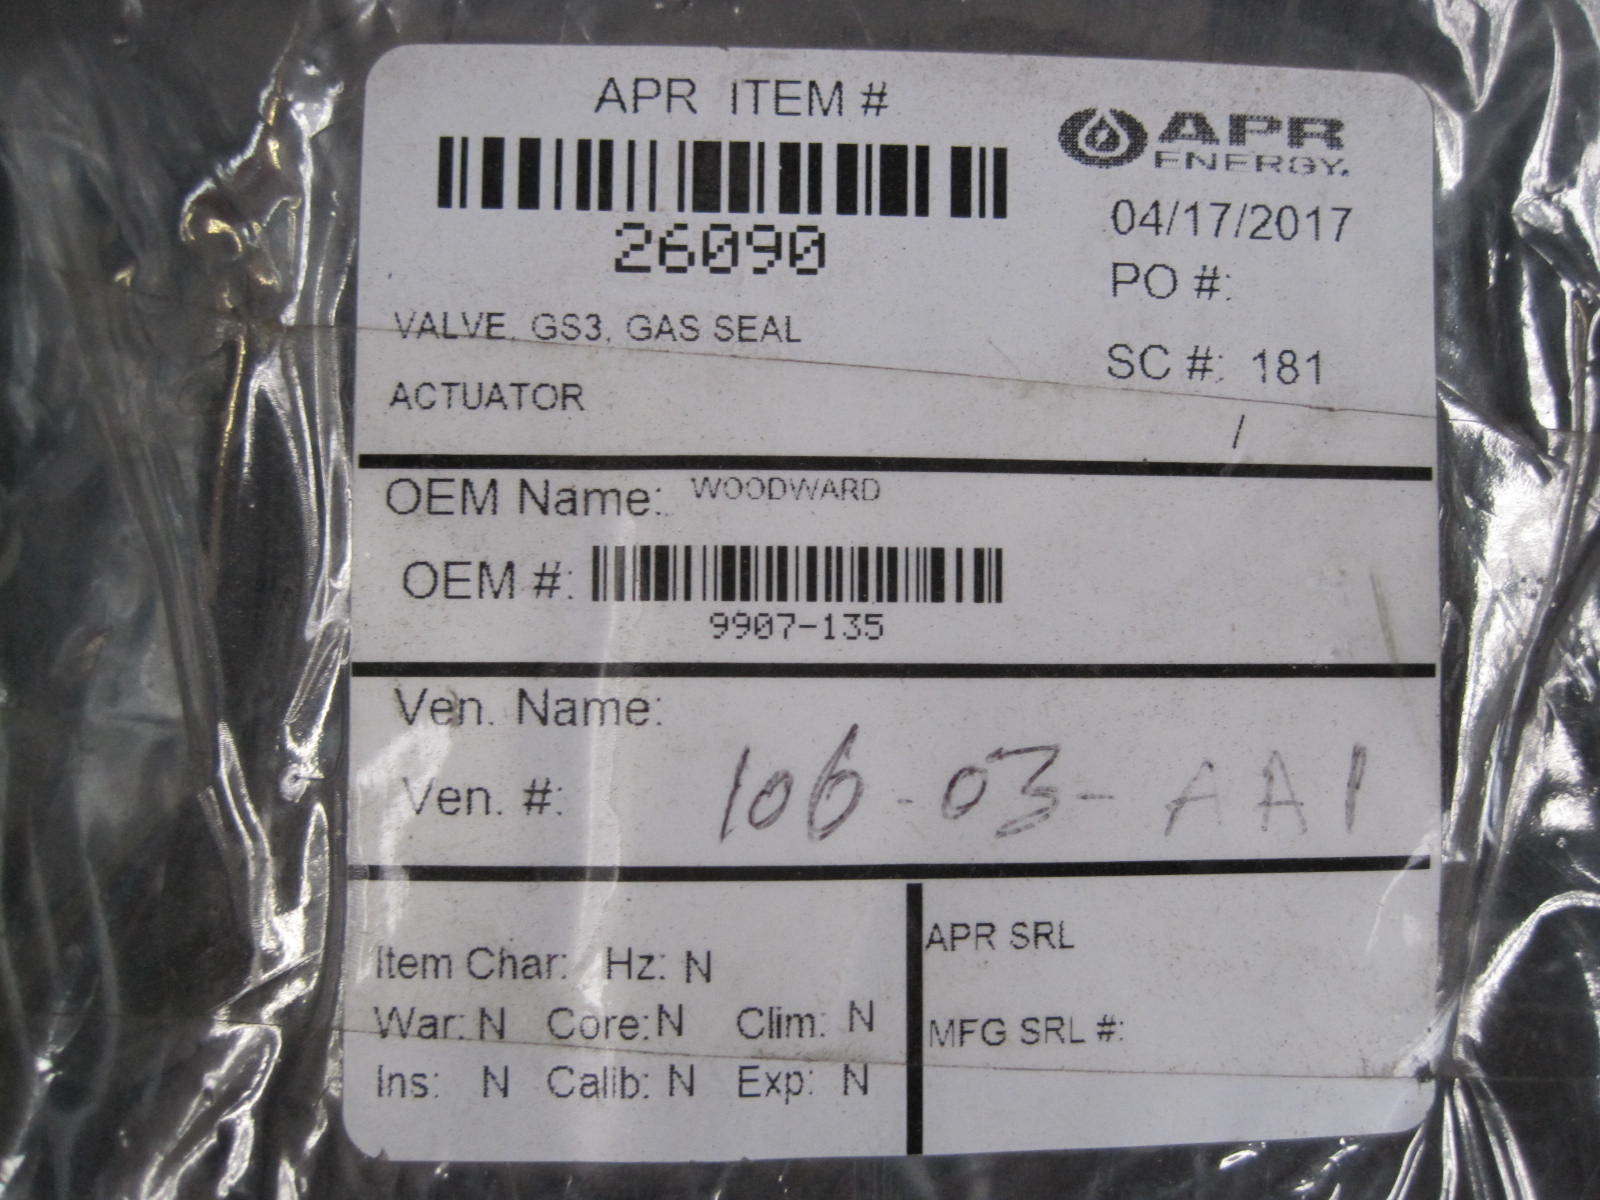 APR ITEM #
26090
VALVE, GS3, GAS SEAL
ACTUATOR
APR
ENERGY.
04/17/2017
PO #:
SC #: 181
/
OEM Name: WOODWARD
OEM #:
9907-135
Ven. Name:
Ven. #: 106-03-AA1
Item Char: Hz: N
War: N Core: N Clim: N
Ins: N Calib: N Exp: N
APR SRL
MFG SRL #: